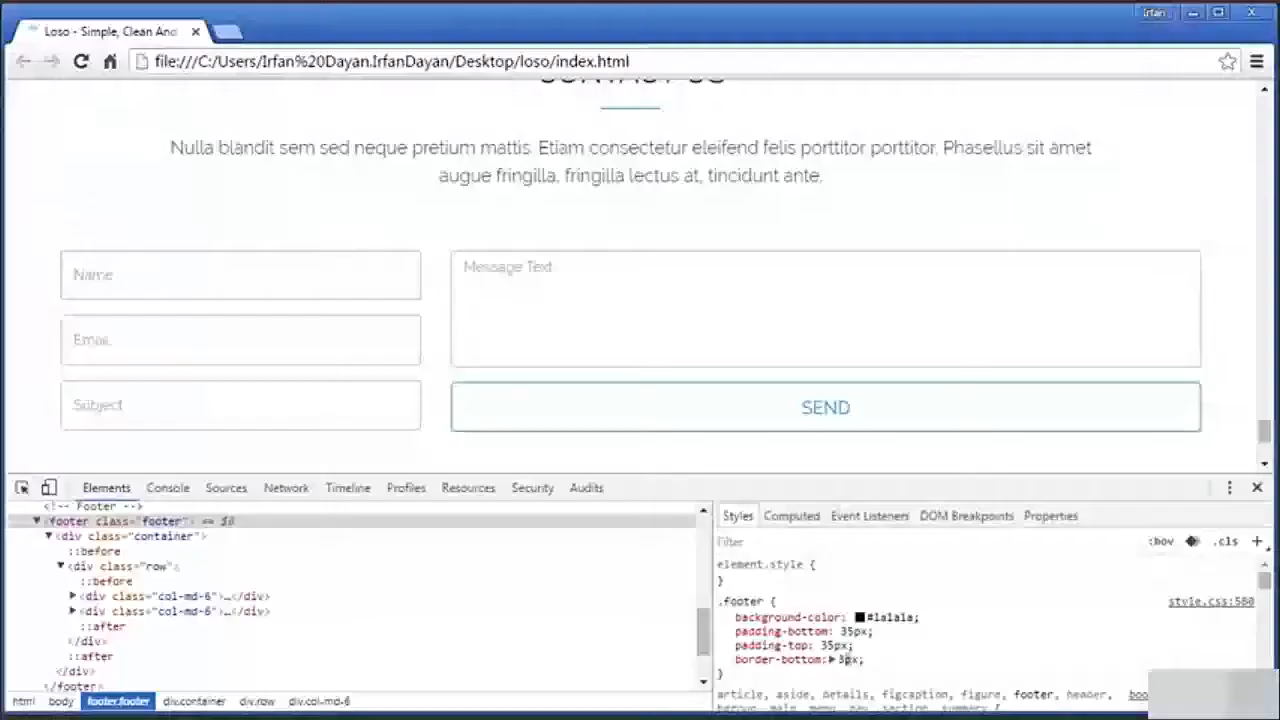 Irfan
Loso - Simple, Clean And
file:///C:/Users/Irfan%20Dayan.IrfanDayan/Desktop/loso/index.html
Nulla blandit sem sed neque pretium mattis. Etiam consectetur eleifend felis porttitor porttitor. Phasellus sit amet
augue fringilla, fringilla lectus at, tincidunt ante.
Name
Message Text
Email
Subject
SEND
Elements Console Sources Network Timeline Profiles Resources Security Audits
<!-- Footer -->
<footer class="footer"> == $0
<div class="container">
::before
<div class="row">
::before
<div class="col-md-6">…</div>
<div class="col-md-6">…</div>
::after
</div>
::after
</div>
</footer>
html body footer.footer div.container div.row div.col-md-6
Styles Computed Event Listeners DOM Breakpoints Properties
Filter :hov .cls +
element.style {
}
.footer { style.css:580
background-color: #1a1a1a;
padding-bottom: 35px;
padding-top: 35px;
border-bottom: 3px;
}
article, aside, details, figcaption, figure, footer, header, boo